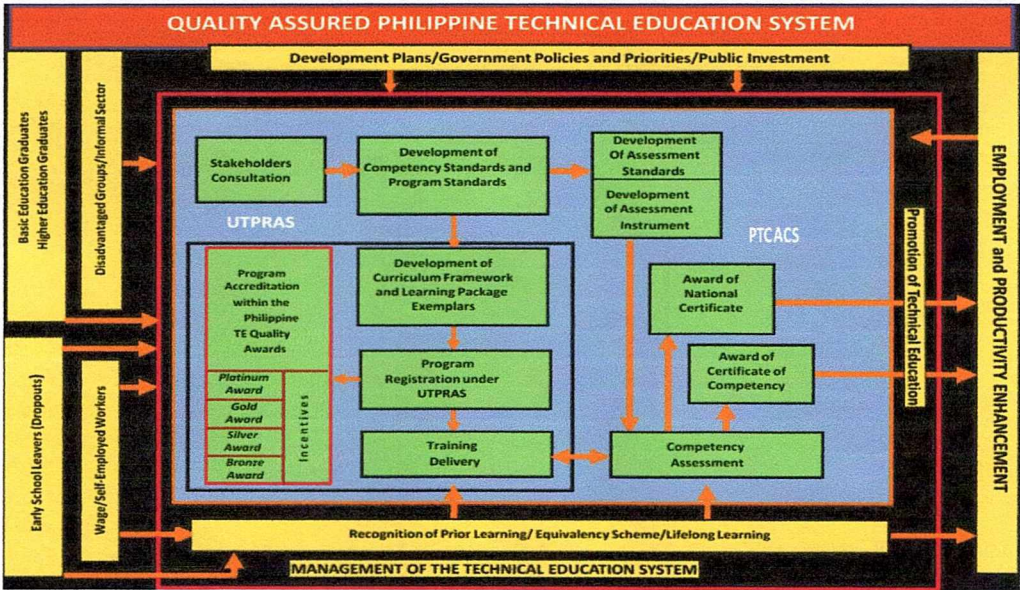 QUALITY ASSURED PHILIPPINE TECHNICAL EDUCATION SYSTEM
Development Plans/Government Policies and Priorities/Public Investment
Basic Education Graduates
Higher Education Graduates
Disadvantaged Groups/Informal Sector
Early School Leavers (Dropouts)
Wage/Self-Employed Workers
Stakeholders
Consultation
Development of
Competency Standards and
Program Standards
Development
Of Assessment
Standards
Development
of Assessment
Instrument
UTPRAS
PTCACS
Program
Accreditation
within the
Philippine
TE Quality
Awards
Platinum
Award
Gold
Award
Silver
Award
Bronze
Award
Incentives
Development of
Curriculum Framework
and Learning Package
Exemplars
Program
Registration under
UTPRAS
Training
Delivery
Award of
National
Certificate
Award of
Certificate of
Competency
Competency
Assessment
Promotion of Technical Education
EMPLOYMENT and PRODUCTIVITY ENHANCEMENT
Recognition of Prior Learning/ Equivalency Scheme/Lifelong Learning
MANAGEMENT OF THE TECHNICAL EDUCATION SYSTEM